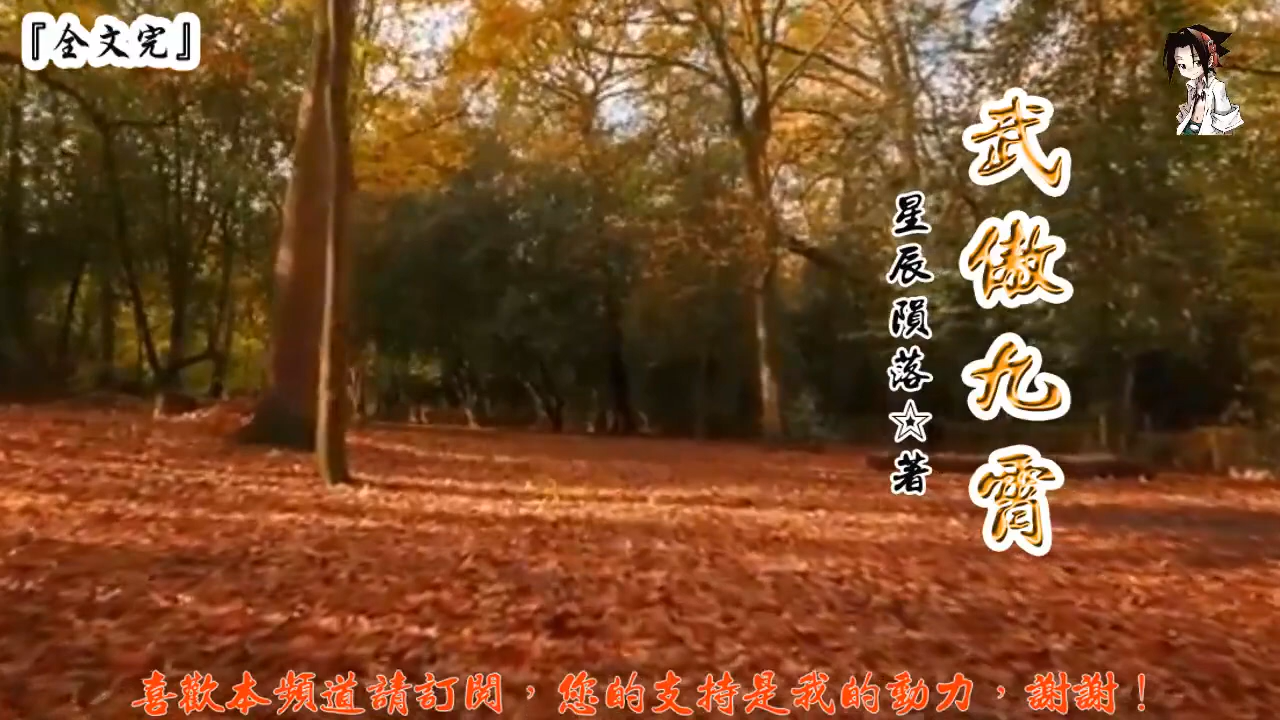 『全文完』
武傲九霄
星辰隕落☆著
喜歡本頻道請訂閱，您的支持是我的動力，謝謝！